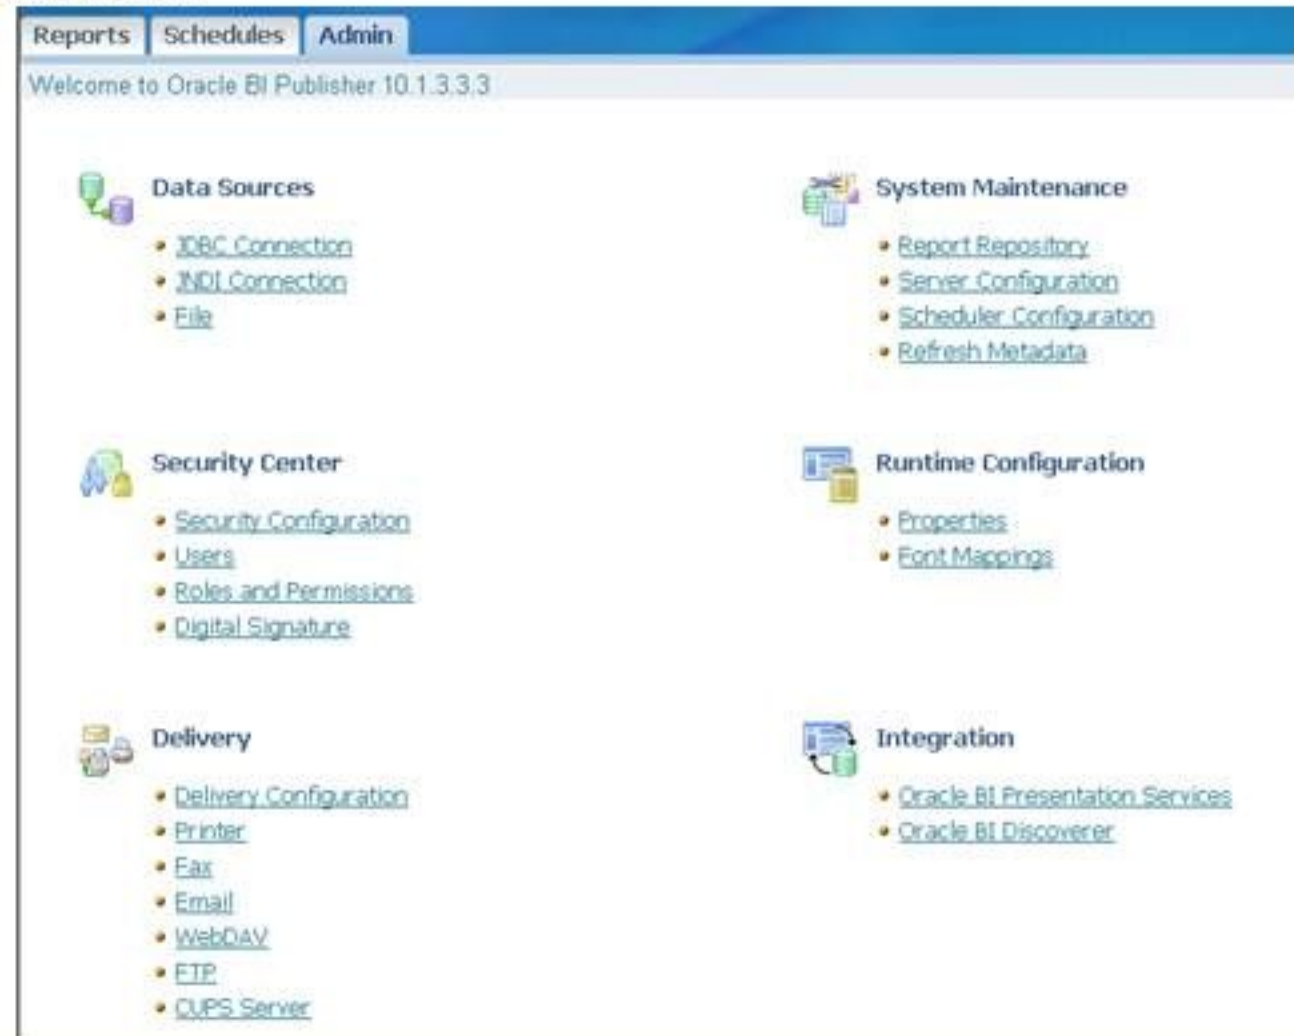 Reports Schedules Admin
Welcome to Oracle BI Publisher 10.1.3.3.3
Data Sources
JDBC Connection
JNDI Connection
File
System Maintenance
Report Repository
Server Configuration
Scheduler Configuration
Refresh Metadata
Security Center
Security Configuration
Users
Roles and Permissions
Digital Signature
Runtime Configuration
Properties
Font Mappings
Delivery
Delivery Configuration
Printer
Fax
Email
WebDAV
FTP
CUPS Server
Integration
Oracle BI Presentation Services
Oracle BI Discoverer